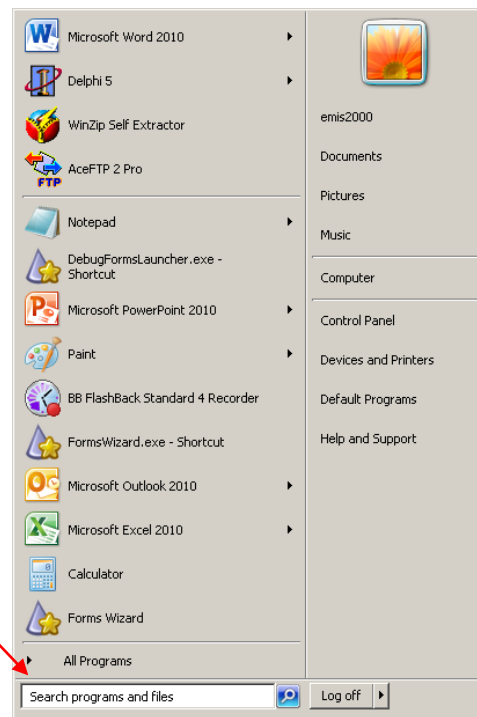 Microsoft Word 2010
Delphi 5
WinZip Self Extractor
AceFTP 2 Pro
FTP
Notepad
DebugFormsLauncher.exe -
Shortcut
Microsoft PowerPoint 2010
Paint
BB FlashBack Standard 4 Recorder
FormsWizard.exe - Shortcut
Microsoft Outlook 2010
Microsoft Excel 2010
Calculator
Forms Wizard
All Programs
Search programs and files
emis2000
Documents
Pictures
Music
Computer
Control Panel
Devices and Printers
Default Programs
Help and Support
Log off